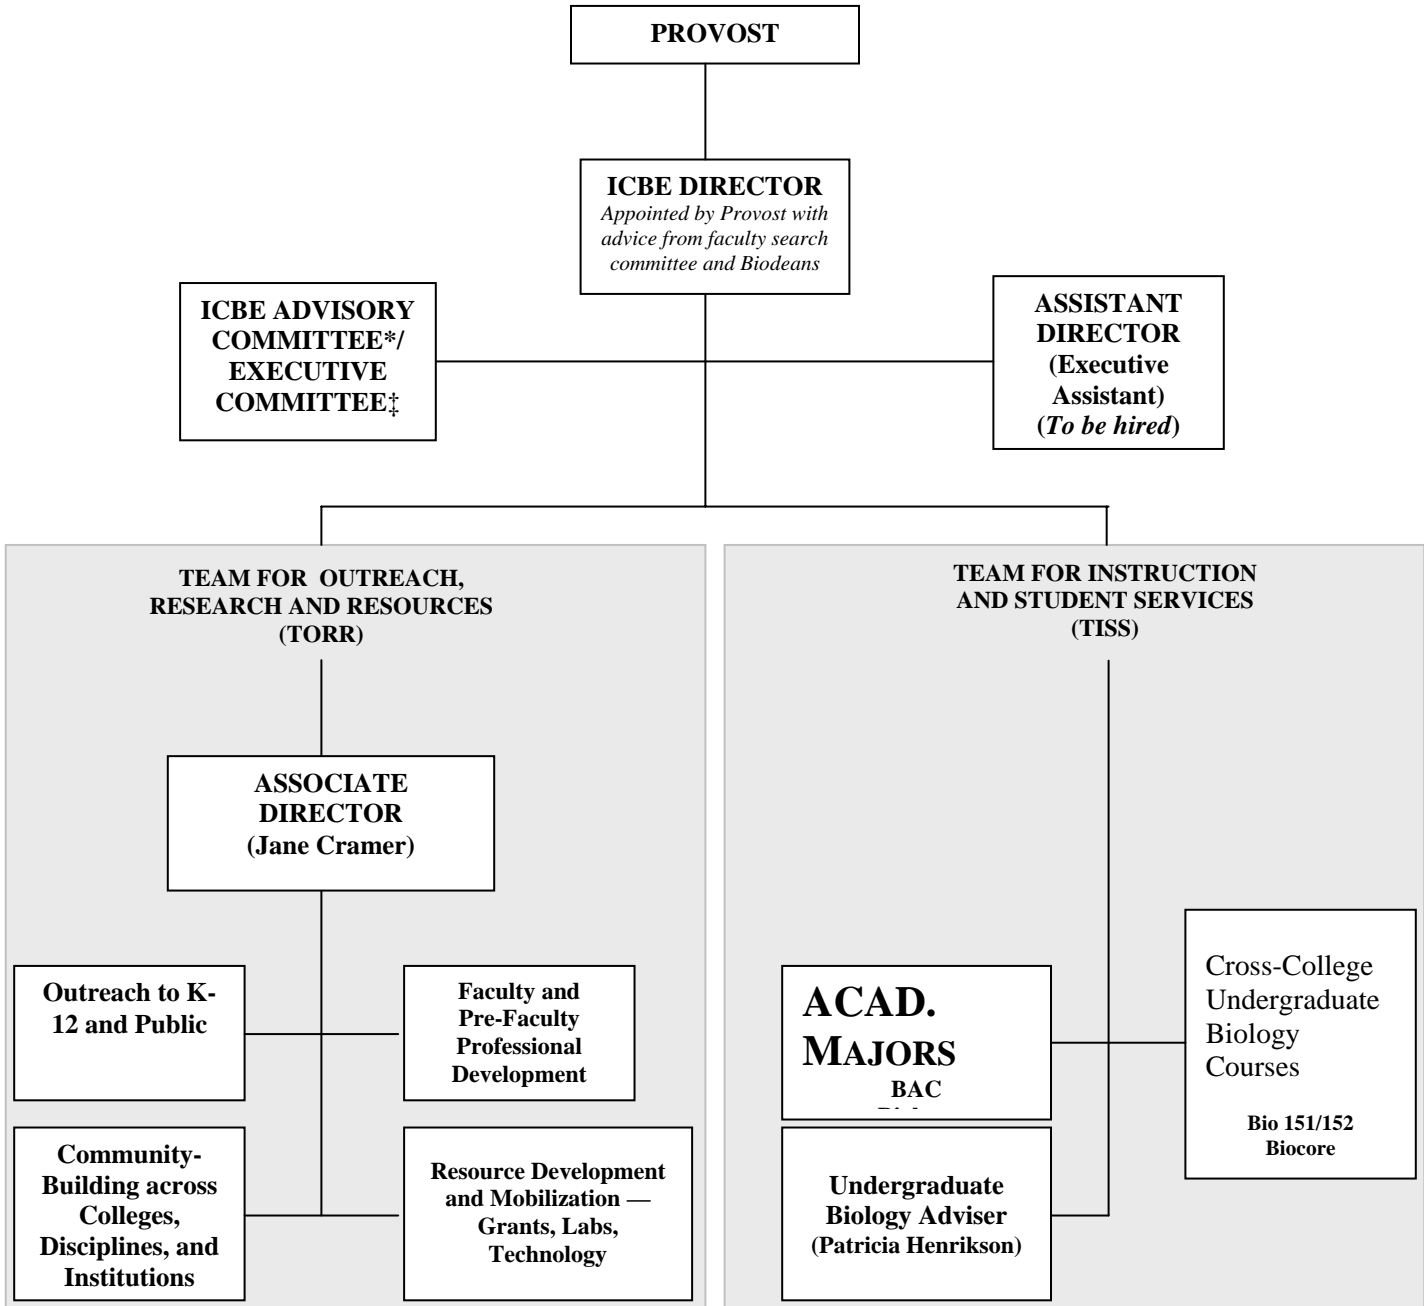 PROVOST
ICBE DIRECTOR
Appointed by Provost with
advice from faculty search
committee and Biodeans
ICBE ADVISORY
COMMITTEE*/
EXECUTIVE
COMMITTEE‡
ASSISTANT
DIRECTOR
(Executive
Assistant)
(To be hired)
TEAM FOR OUTREACH,
RESEARCH AND RESOURCES
(TORR)
ASSOCIATE
DIRECTOR
(Jane Cramer)
Outreach to K-
12 and Public
Faculty and
Pre-Faculty
Professional
Development
Community-
Building across
Colleges,
Disciplines, and
Institutions
Resource Development
and Mobilization —
Grants, Labs,
Technology
TEAM FOR INSTRUCTION
AND STUDENT SERVICES
(TISS)
ACAD.
MAJORS
BAC
Cross-College
Undergraduate
Biology
Courses
Bio 151/152
Biocore
Undergraduate
Biology Adviser
(Patricia Henrikson)